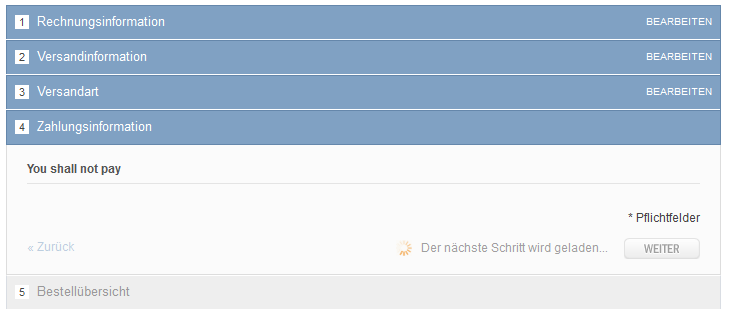 1 Rechnungsinformation BEARBEITEN
2 Versandinformation BEARBEITEN
3 Versandart BEARBEITEN
4 Zahlungsinformation
You shall not pay
* Pflichtfelder
« Zurück Der nächste Schritt wird geladen... WEITER
5 Bestellübersicht